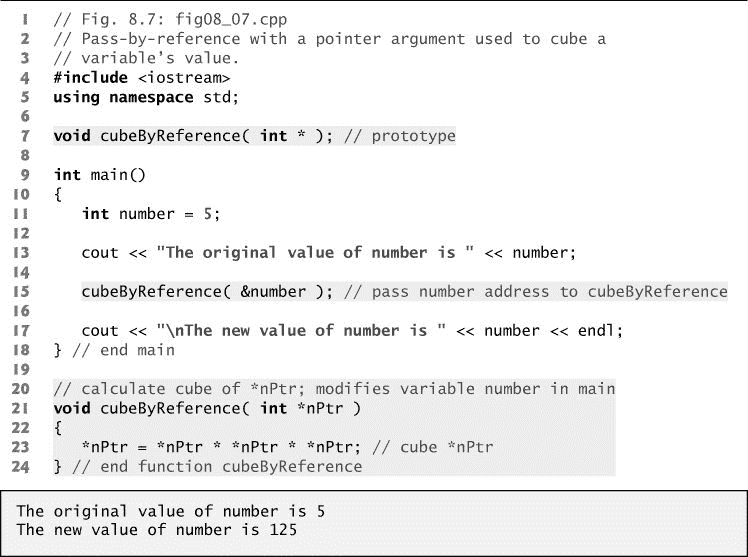 1 // Fig. 8.7: fig08_07.cpp
2 // Pass-by-reference with a pointer argument used to cube a
3 // variable's value.
4 #include <iostream>
5 using namespace std;
6
7 void cubeByReference( int * ); // prototype
8
9 int main()
10 {
11 int number = 5;
12
13 cout << "The original value of number is " << number;
14
15 cubeByReference( &number ); // pass number address to cubeByReference
16
17 cout << "\nThe new value of number is " << number << endl;
18 } // end main
19
20 // calculate cube of *nPtr; modifies variable number in main
21 void cubeByReference( int *nPtr )
22 {
23 *nPtr = *nPtr * *nPtr * *nPtr; // cube *nPtr
24 } // end function cubeByReference
The original value of number is 5
The new value of number is 125